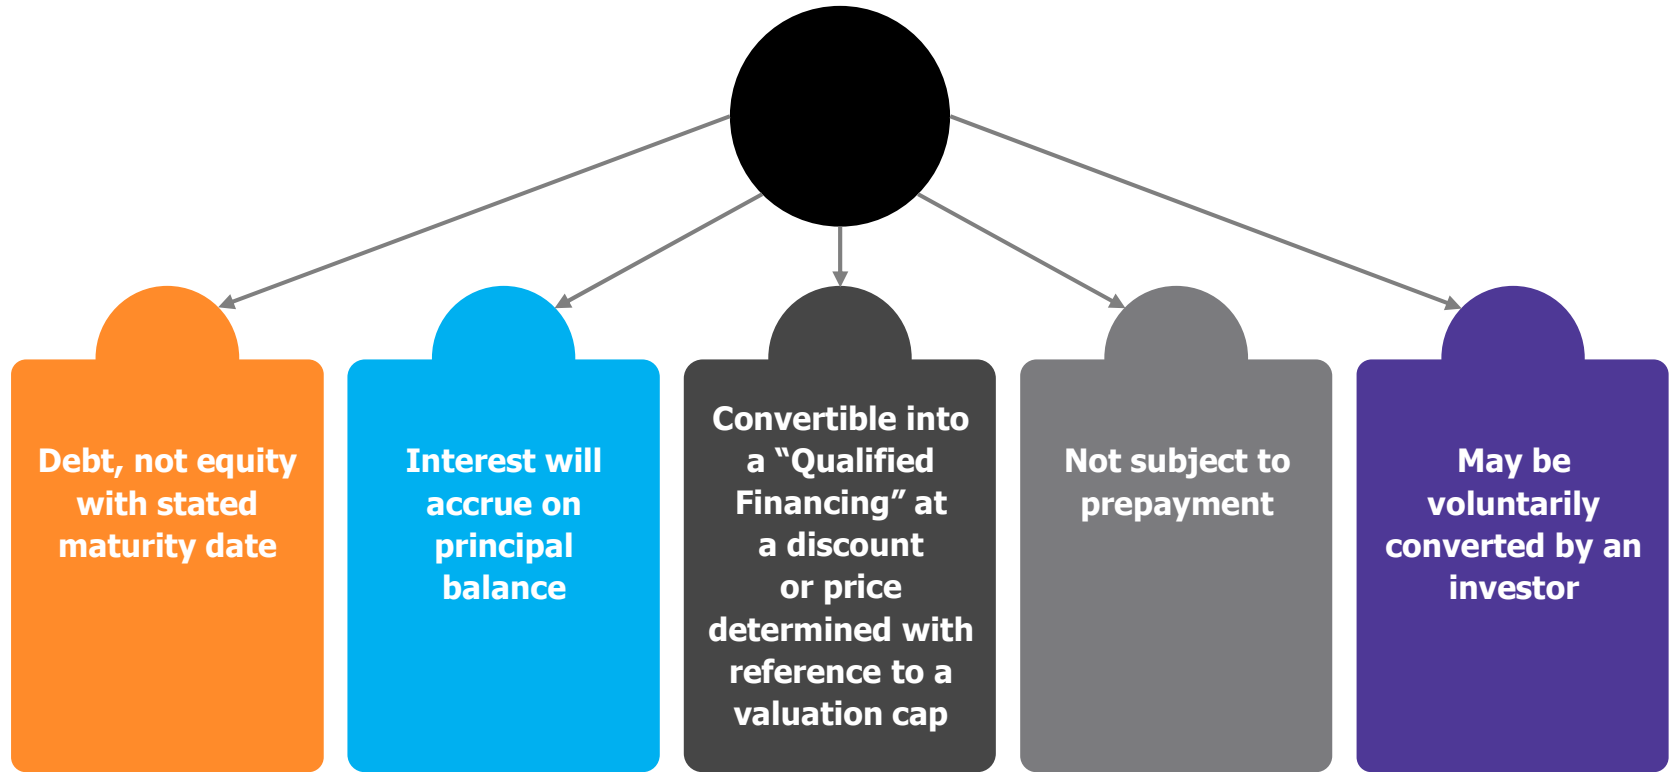 Debt, not equity
with stated
maturity date
Interest will
accrue on
principal
balance
Convertible into
a “Qualified
Financing” at
a discount
or price
determined with
reference to a
valuation cap
Not subject to
prepayment
May be
voluntarily
converted by an
investor